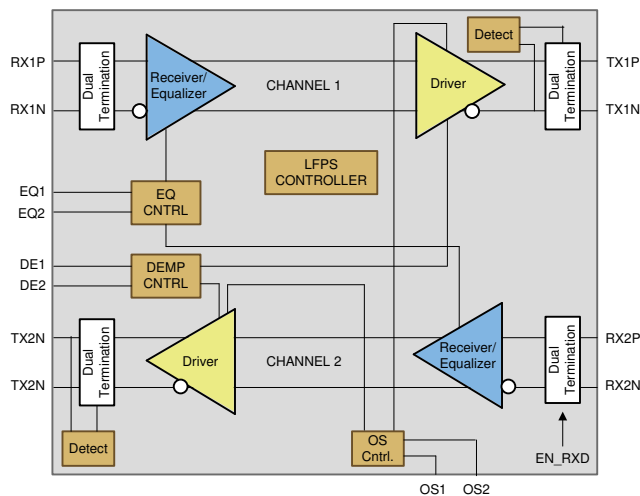 Detect
RX1P
Dual
Termination
Receiver/
Equalizer
CHANNEL 1
Driver
Dual
Termination
TX1P
RX1N
TX1N
LFPS
CONTROLLER
EQ1
EQ2
EQ
CNTRL
DE1
DE2
DEMP
CNTRL
TX2N
Dual
Termination
Driver
CHANNEL 2
Receiver/
Equalizer
Dual
Termination
RX2P
TX2N
RX2N
Detect
OS
Cntrl.
EN_RXD
OS1
OS2